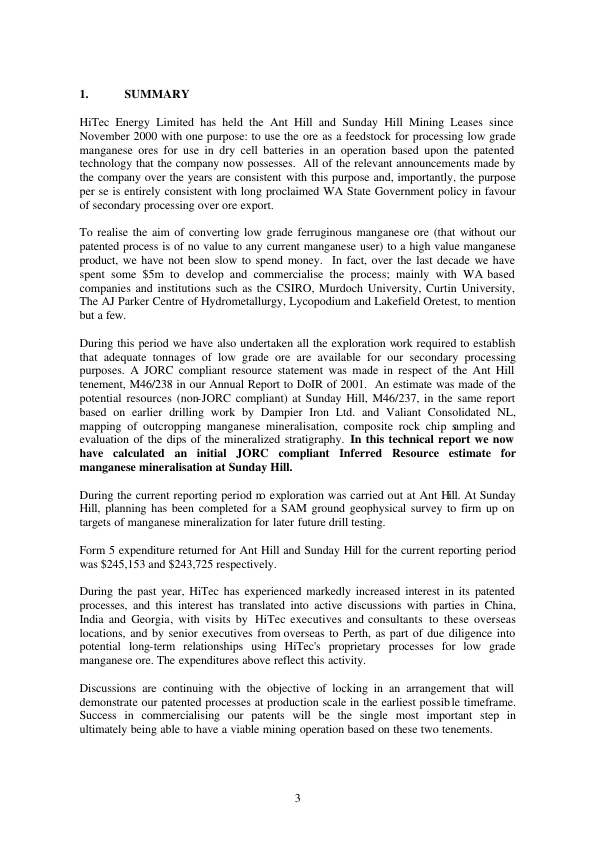 1. SUMMARY
HiTec Energy Limited has held the Ant Hill and Sunday Hill Mining Leases since
November 2000 with one purpose: to use the ore as a feedstock for processing low grade
manganese ores for use in dry cell batteries in an operation based upon the patented
technology that the company now possesses. All of the relevant announcements made by
the company over the years are consistent with this purpose and, importantly, the purpose
per se is entirely consistent with long proclaimed WA State Government policy in favour
of secondary processing over ore export.
To realise the aim of converting low grade ferruginous manganese ore (that without our
patented process is of no value to any current manganese user) to a high value manganese
product, we have not been slow to spend money. In fact, over the last decade we have
spent some $5m to develop and commercialise the process; mainly with WA based
companies and institutions such as the CSIRO, Murdoch University, Curtin University,
The AJ Parker Centre of Hydrometallurgy, Lycopodium and Lakefield Oretest, to mention
but a few.
During this period we have also undertaken all the exploration work required to establish
that adequate tonnages of low grade ore are available for our secondary processing
purposes. A JORC compliant resource statement was made in respect of the Ant Hill
tenement, M46/238 in our Annual Report to DoIR of 2001. An estimate was made of the
potential resources (non-JORC compliant) at Sunday Hill, M46/237, in the same report
based on earlier drilling work by Dampier Iron Ltd. and Valiant Consolidated NL,
mapping of outcropping manganese mineralisation, composite rock chip sampling and
evaluation of the dips of the mineralized stratigraphy. In this technical report we now
have calculated an initial JORC compliant Inferred Resource estimate for
manganese mineralisation at Sunday Hill.
During the current reporting period no exploration was carried out at Ant Hill. At Sunday
Hill, planning has been completed for a SAM ground geophysical survey to firm up on
targets of manganese mineralization for later future drill testing.
Form 5 expenditure returned for Ant Hill and Sunday Hill for the current reporting period
was $245,153 and $243,725 respectively.
During the past year, HiTec has experienced markedly increased interest in its patented
processes, and this interest has translated into active discussions with parties in China,
India and Georgia, with visits by HiTec executives and consultants to these overseas
locations, and by senior executives from overseas to Perth, as part of due diligence into
potential long-term relationships using HiTec's proprietary processes for low grade
manganese ore. The expenditures above reflect this activity.
Discussions are continuing with the objective of locking in an arrangement that will
demonstrate our patented processes at production scale in the earliest possible timeframe.
Success in commercialising our patents will be the single most important step in
ultimately being able to have a viable mining operation based on these two tenements.
3